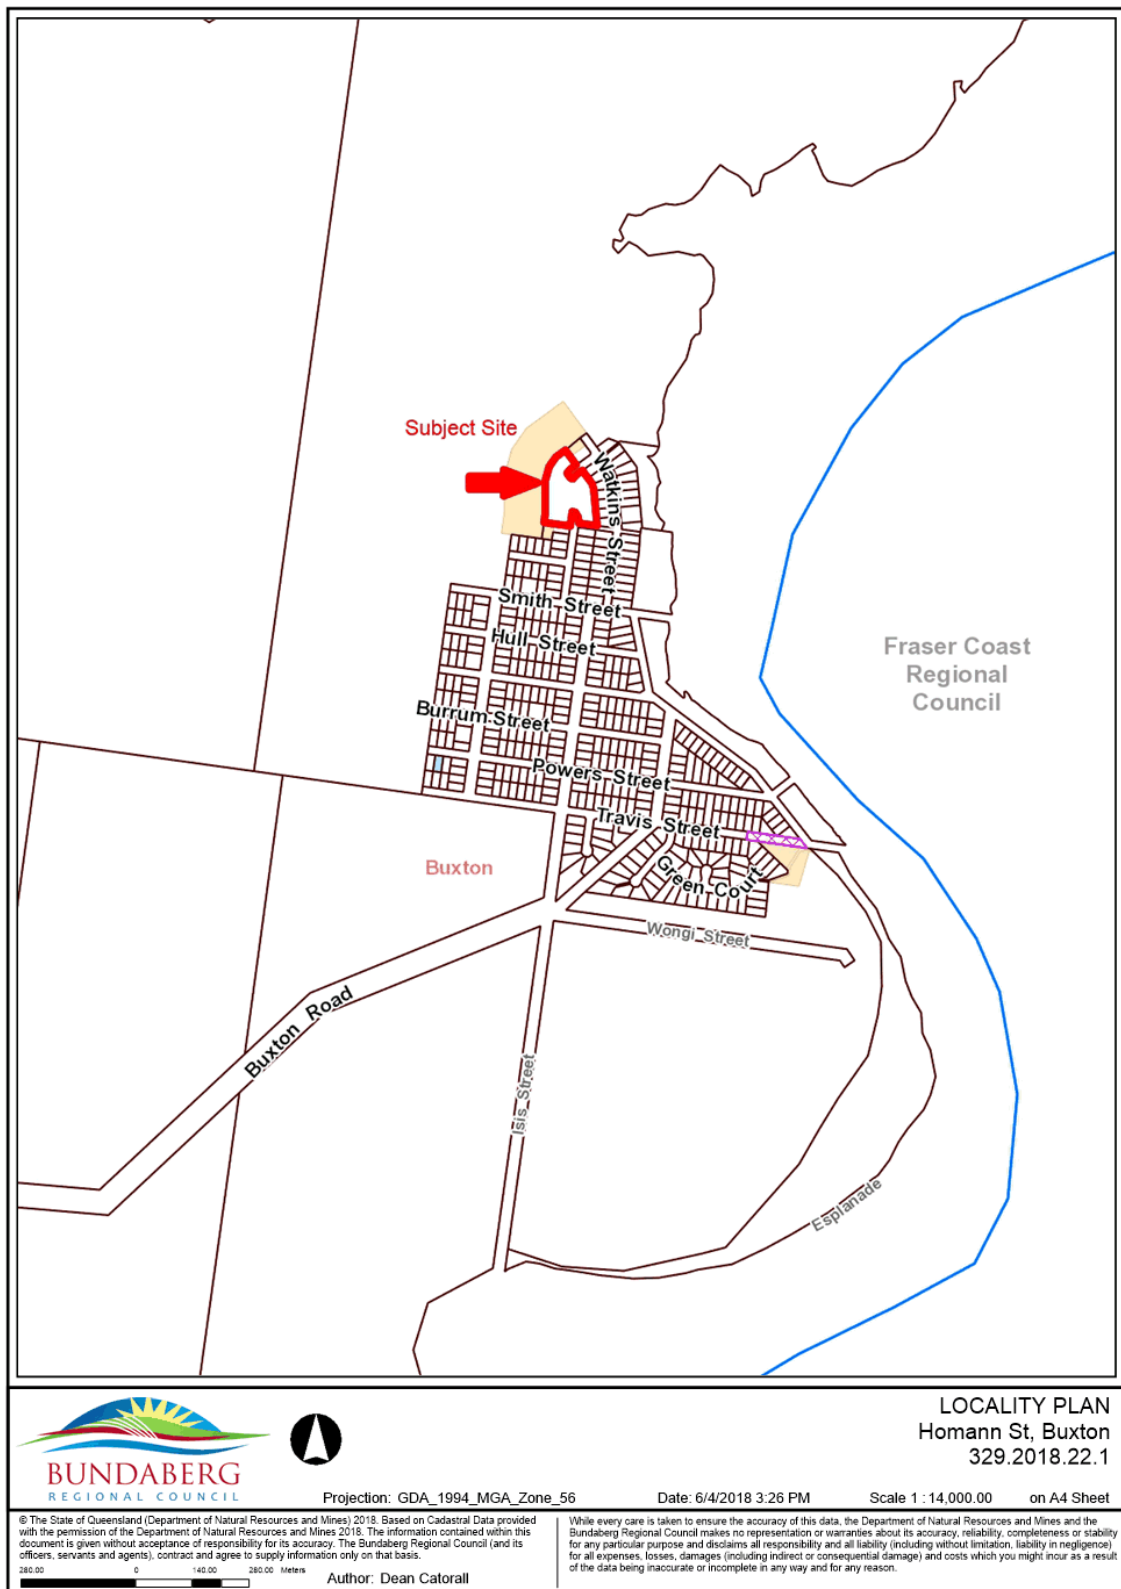 Subject Site
Watkins Street
Smith Street
Hull Street
Fraser Coast
Regional
Council
Burrum Street
Powers Street
Travis Street
Buxton
Green Court
Wongi Street
Buxton Road
Isis Street
Esplanade
BUNDABERG
REGIONAL COUNCIL
LOCALITY PLAN
Homann St, Buxton
329.2018.22.1
Projection: GDA_1994_MGA_Zone_56
Date: 6/4/2018 3:26 PM
Scale 1 : 14,000.00
on A4 Sheet
© The State of Queensland (Department of Natural Resources and Mines) 2018. Based on Cadastral Data provided
with the permission of the Department of Natural Resources and Mines 2018. The information contained within this
document is given without acceptance of responsibility for its accuracy. The Bundaberg Regional Council (and its
officers, servants and agents), contract and agree to supply information only on that basis.
While every care is taken to ensure the accuracy of this data, the Department of Natural Resources and Mines and the
Bundaberg Regional Council makes no representation or warranties about its accuracy, reliability, completeness or stability
for any particular purpose and disclaims all responsibility and all liability (including without limitation, liability in negligence)
for all expenses, losses, damages (including indirect or consequential damage) and costs which you might incur as a result
of the data being inaccurate or incomplete in any way and for any reason.
280.00 0 140.00 280.00 Meters
Author: Dean Catorall